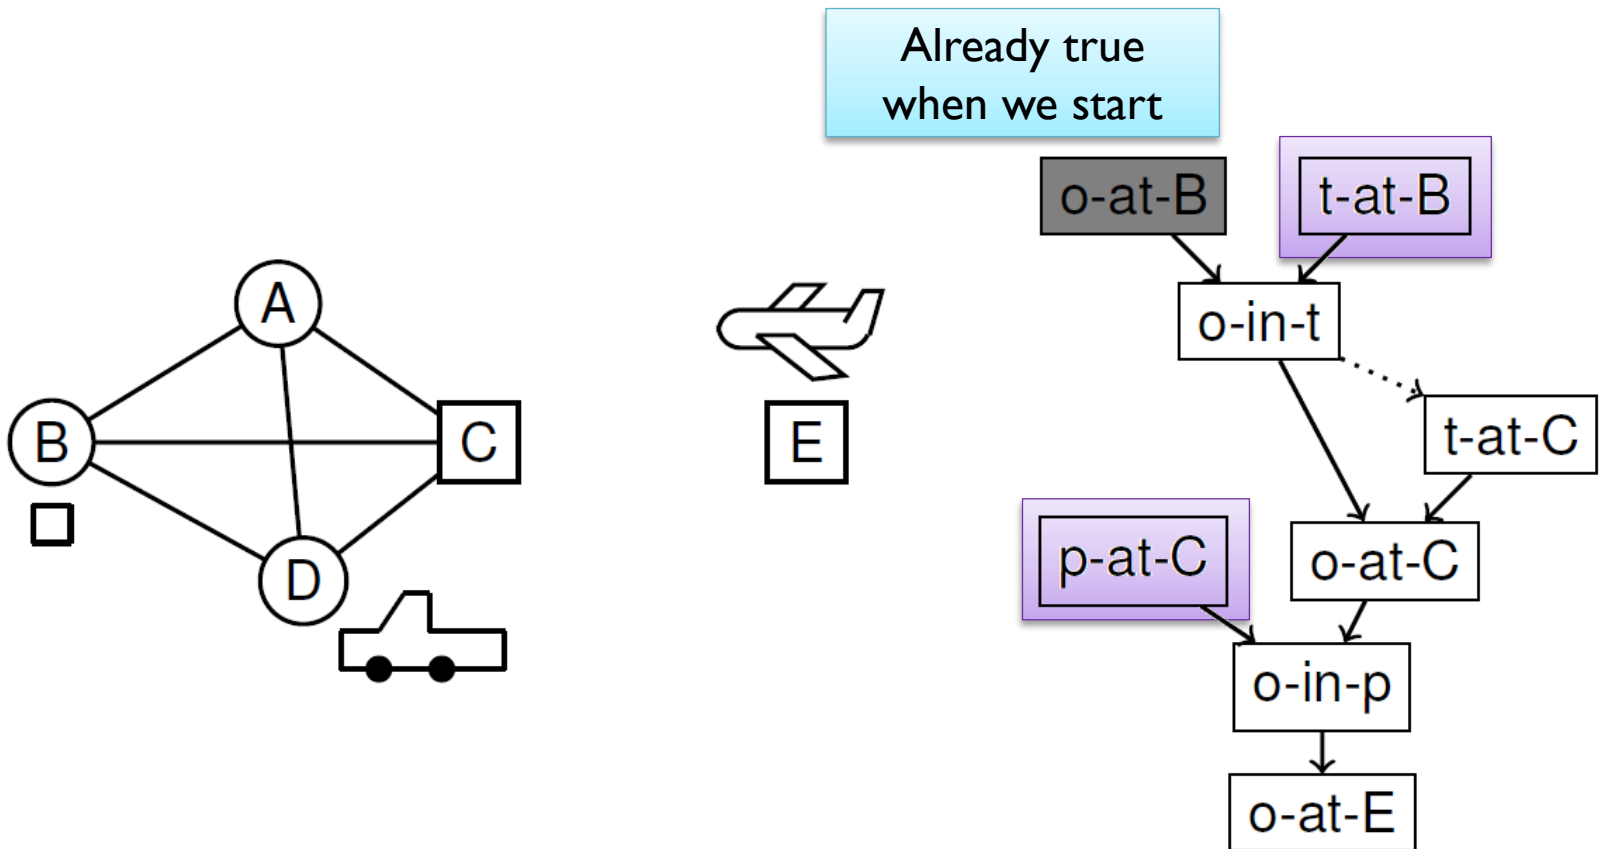 Already true
when we start
o-at-B
t-at-B
o-in-t
t-at-C
p-at-C
o-at-C
o-in-p
o-at-E
A
B
C
D
E